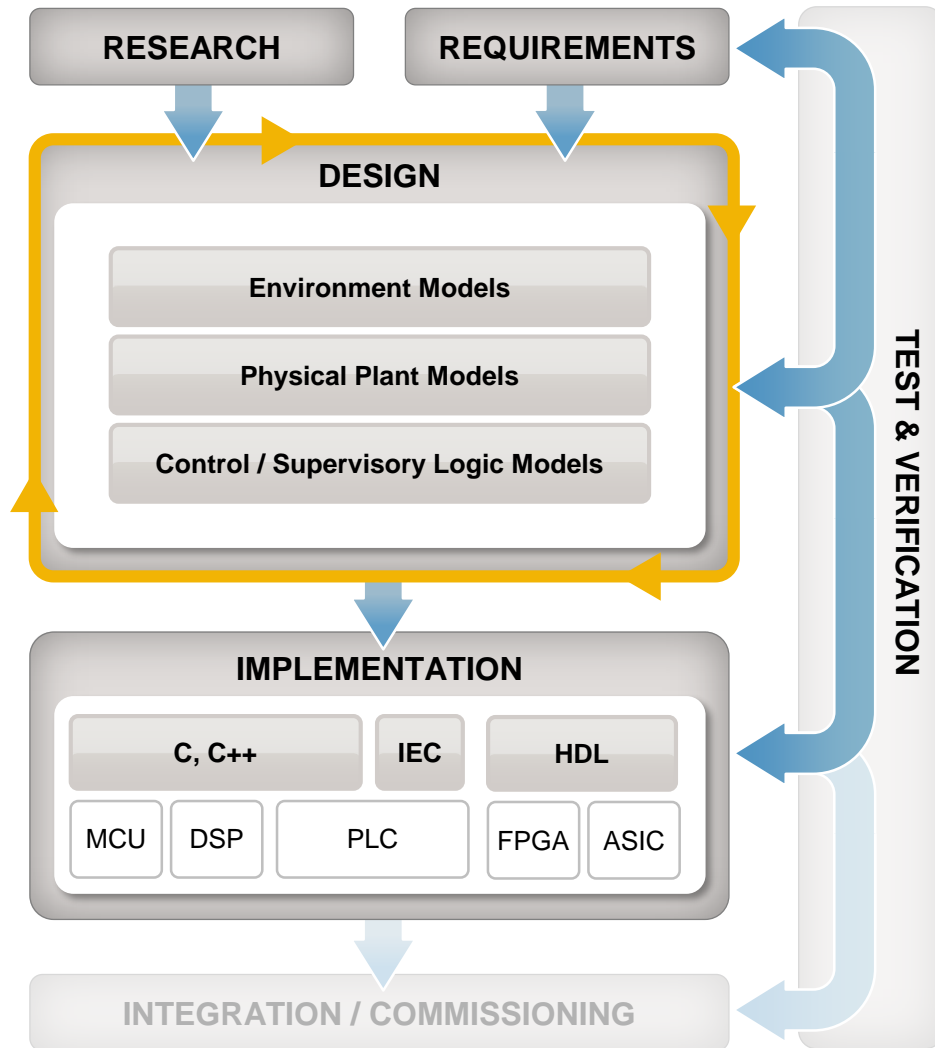 RESEARCH
REQUIREMENTS
DESIGN
Environment Models
Physical Plant Models
Control / Supervisory Logic Models
TEST & VERIFICATION
IMPLEMENTATION
C, C++
IEC
HDL
MCU
DSP
PLC
FPGA
ASIC
INTEGRATION / COMMISSIONING